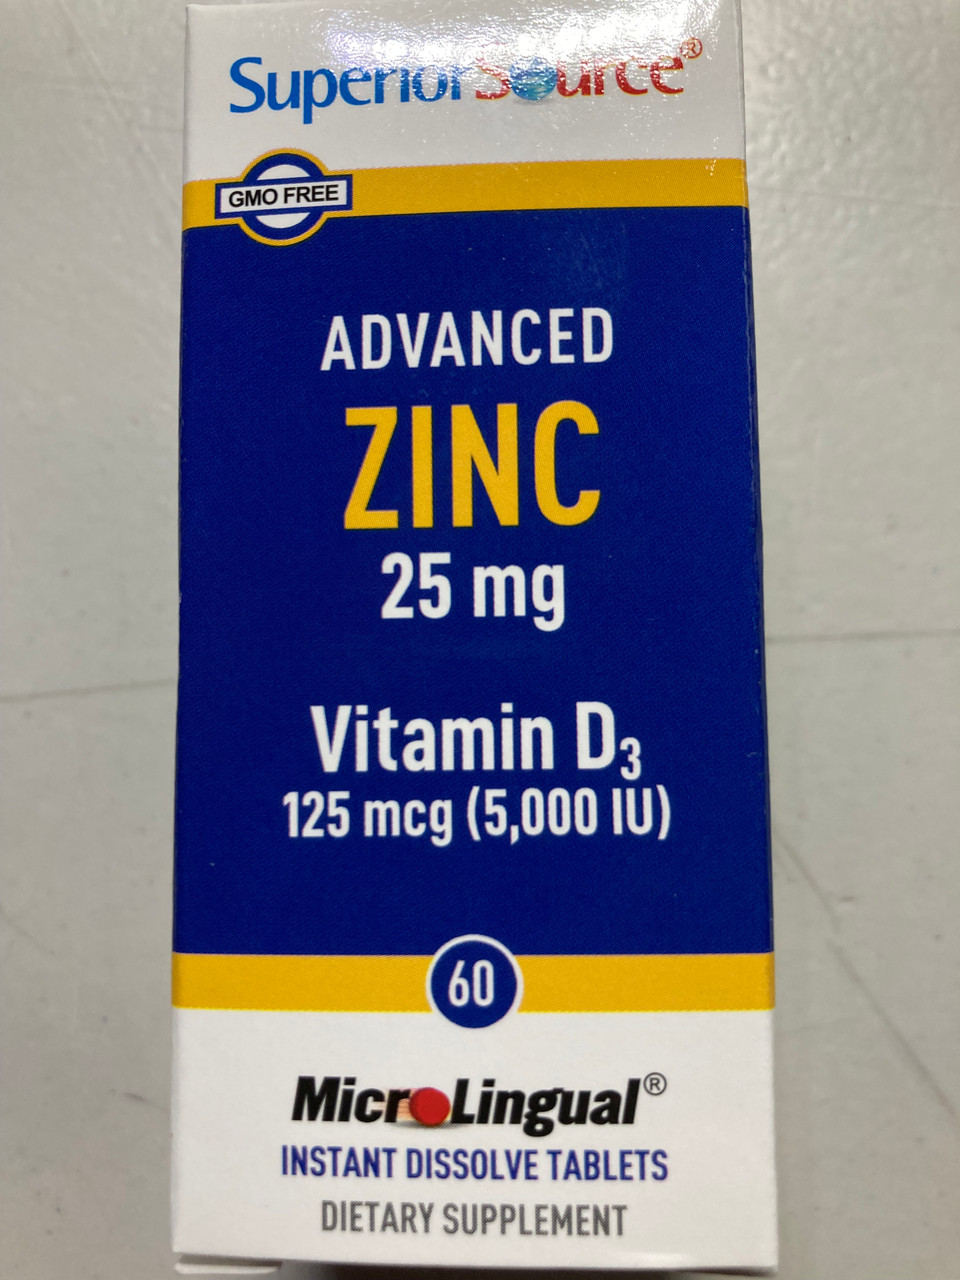 SuperiorSource®
GMO FREE
ADVANCED
ZINC
25 mg
Vitamin D₃
125 mcg (5,000 IU)
60
MicroLingual®
INSTANT DISSOLVE TABLETS
DIETARY SUPPLEMENT